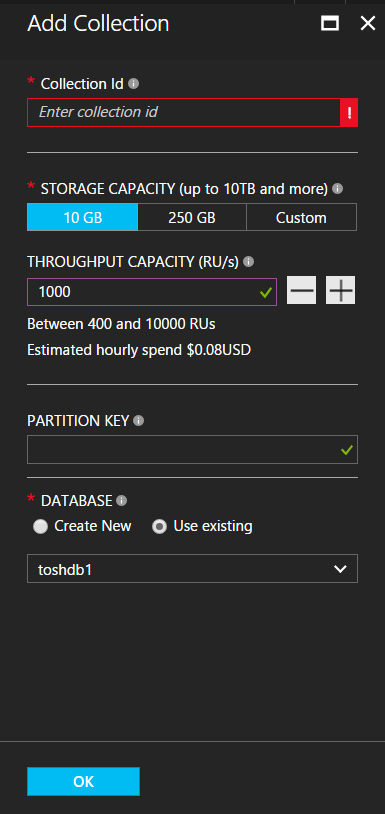 Add Collection
* Collection Id
Enter collection id
* STORAGE CAPACITY (up to 10TB and more)
10 GB 250 GB Custom
THROUGHPUT CAPACITY (RU/s)
1000
Between 400 and 10000 RUs
Estimated hourly spend $0.08USD
PARTITION KEY
* DATABASE
Create New Use existing
toshdb1
OK